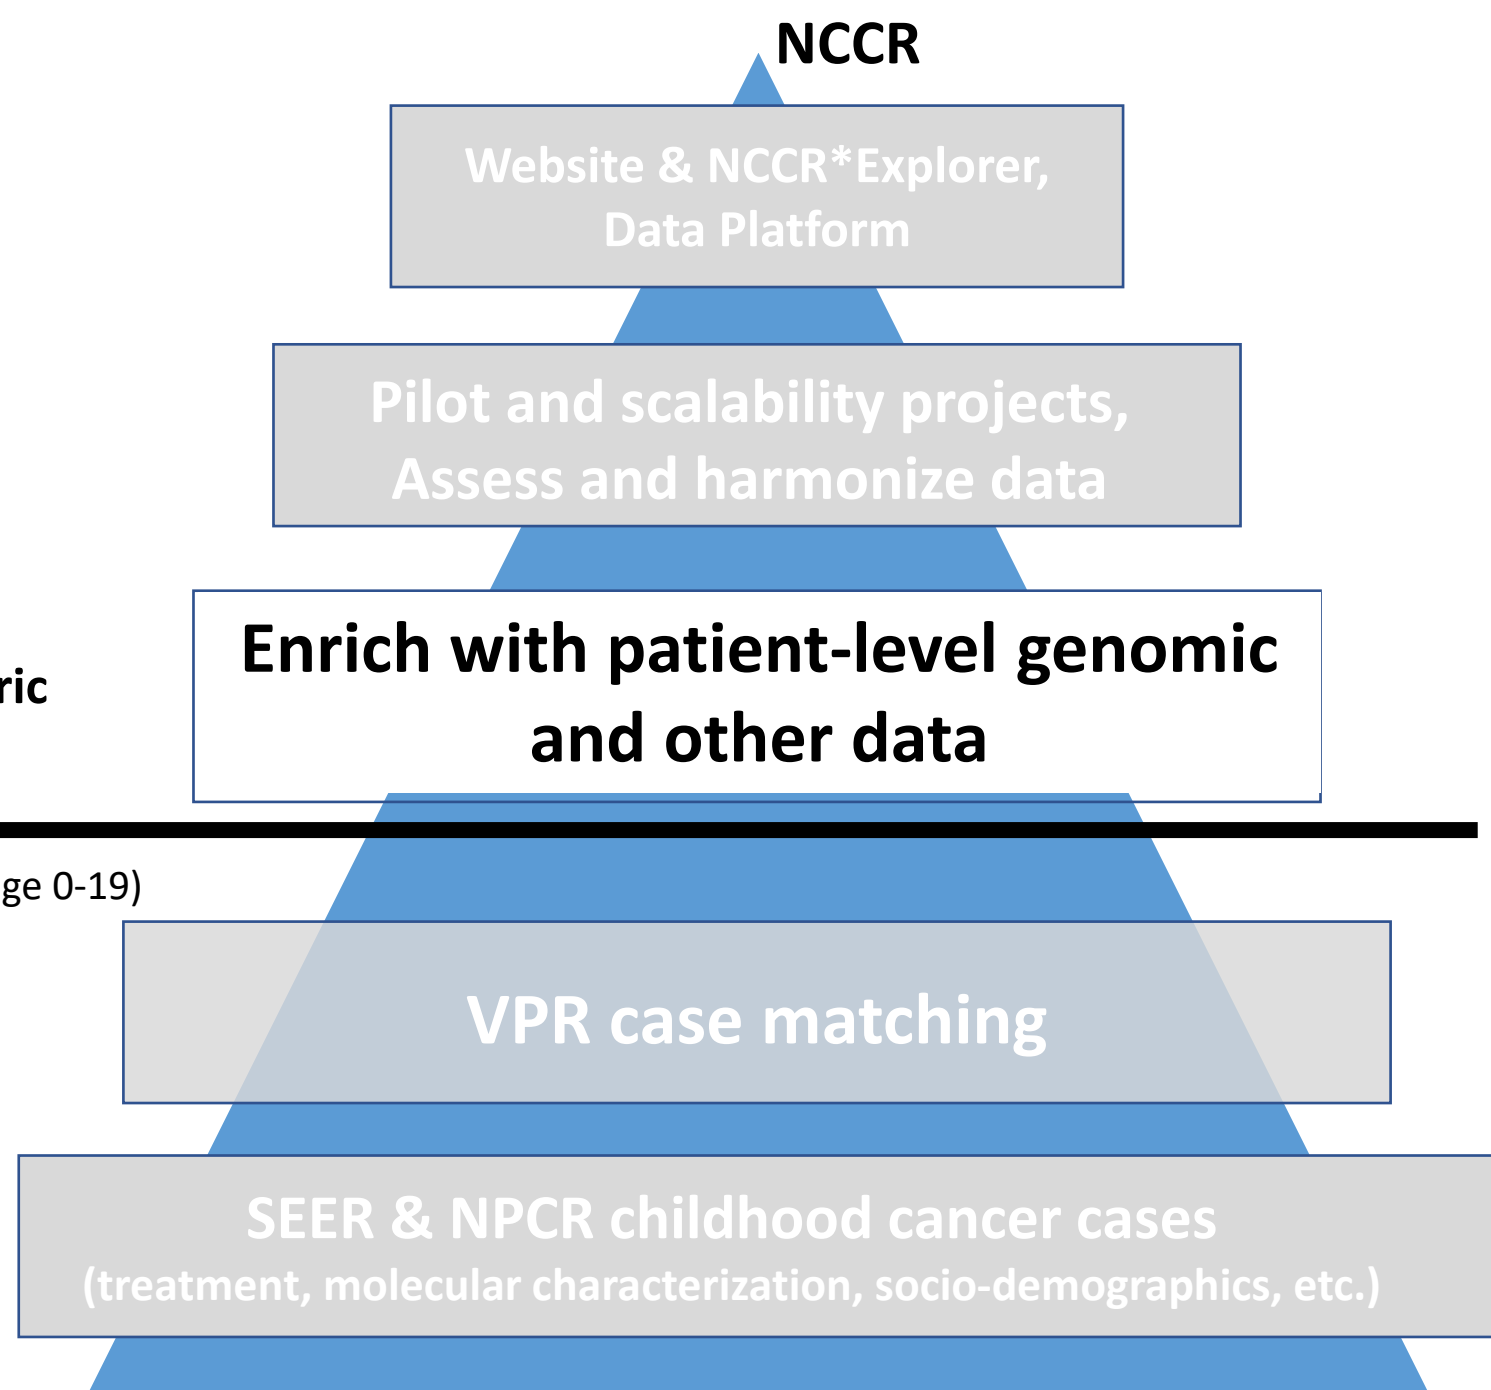 NCCR
Website & NCCR*Explorer,
Data Platform
Pilot and scalability projects,
Assess and harmonize data
Enrich with patient-level genomic
ric
and other data
ge 0-19)
VPR case matching
SEER & NPCR childhood cancer cases
(treatment, molecular characterization, socio-demographics, etc.)